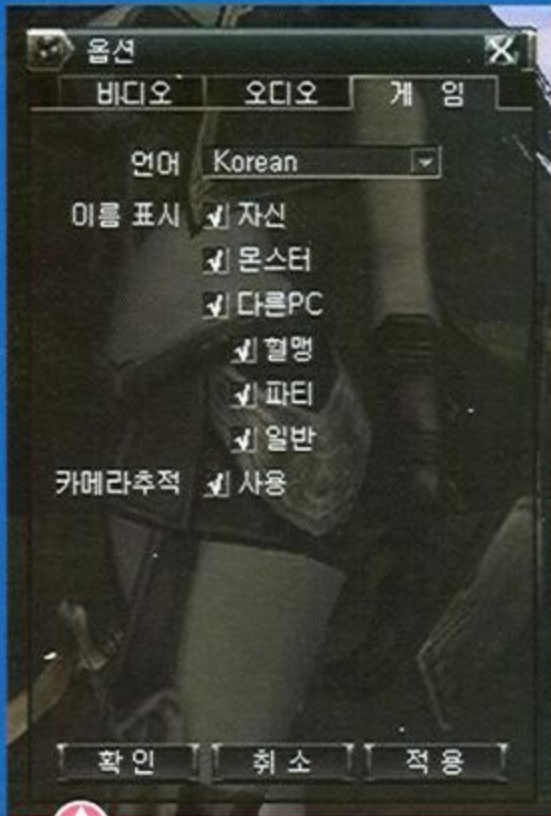 옵션
비디오 오디오 게 임
언어 Korean
이름 표시 자신
몬스터
다른PC
혈맹
파티
일반
카메라추적 사용
확 인 취 소 적 용